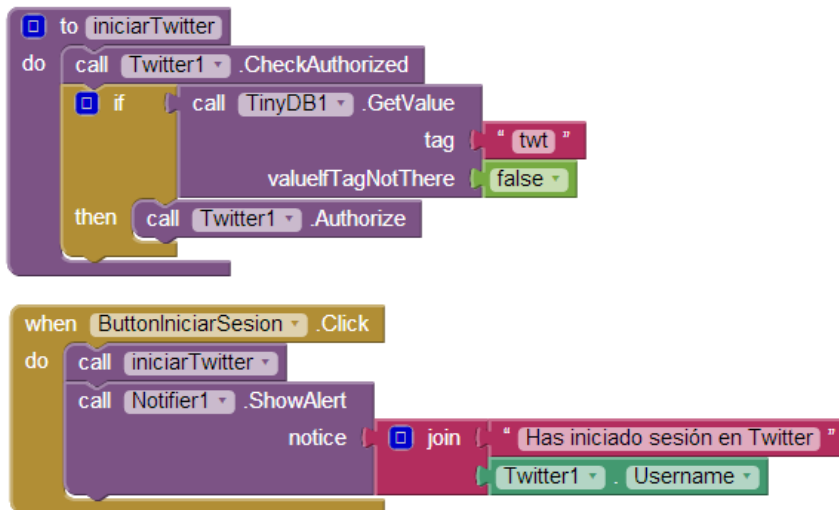 to iniciarTwitter
do call Twitter1 .CheckAuthorized
if call TinyDB1 .GetValue
tag " twt "
valueIfTagNotThere false
then call Twitter1 .Authorize
when ButtonIniciarSesion .Click
do call iniciarTwitter
call Notifier1 .ShowAlert
notice join " Has iniciado sesión en Twitter "
Twitter1 . Username